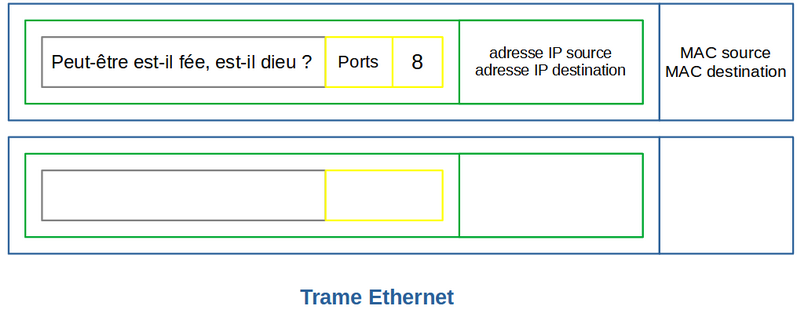 Peut-être est-il fée, est-il dieu ?
Ports
8
adresse IP source
adresse IP destination
MAC source
MAC destination
Trame Ethernet